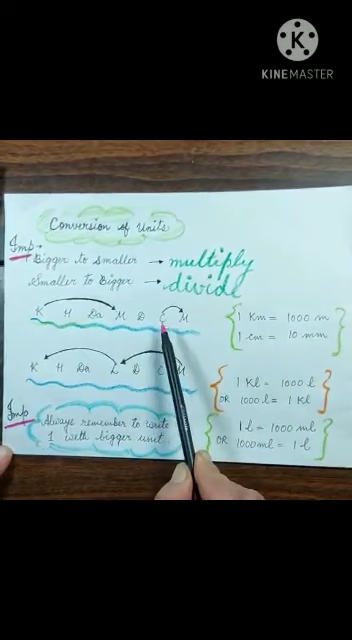 K
KINEMASTER
Conversion of Units
Imp→
Bigger to Smaller → multiply
Smaller to Bigger → divide
K H Da M D C M
1 Km = 1000 m
1 cm = 10 mm
K H Da L D C M
1 Kl = 1000 l
OR 1000 l = 1 Kl
Imp
Always remember to write
1 with bigger unit.
1 l = 1000 ml
OR 1000 ml = 1 l